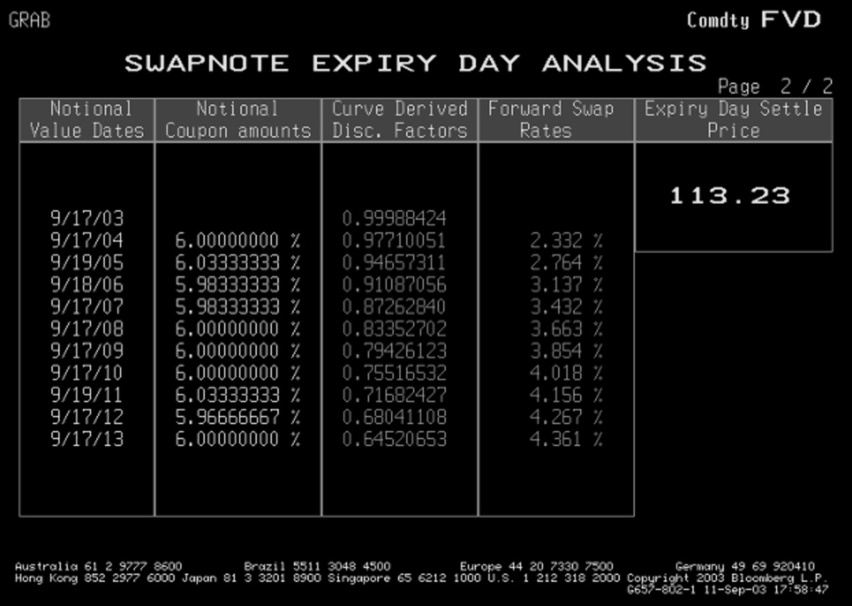 GRAB Comdty FVD
SWAPNOTE EXPIRY DAY ANALYSIS
Page 2 / 2
Notional Notional Curve Derived Forward Swap Expiry Day Settle
Value Dates Coupon amounts Disc. Factors Rates Price
113.23
9/17/03 0.99988424
9/17/04 6.00000000 % 0.97710051 2.332 %
9/19/05 6.03333333 % 0.94657311 2.764 %
9/18/06 5.98333333 % 0.91087056 3.137 %
9/17/07 5.98333333 % 0.87262840 3.432 %
9/17/08 6.00000000 % 0.83352702 3.663 %
9/17/09 6.00000000 % 0.79426123 3.854 %
9/17/10 6.00000000 % 0.75516532 4.018 %
9/19/11 6.03333333 % 0.71682427 4.156 %
9/17/12 5.96666667 % 0.68041108 4.267 %
9/17/13 6.00000000 % 0.64520653 4.361 %
Australia 61 2 9777 8600 Brazil 5511 3048 4500 Europe 44 20 7330 7500 Germany 49 69 920410
Hong Kong 852 2977 6000 Japan 81 3 3201 8900 Singapore 65 6212 1000 U.S. 1 212 318 2000 Copyright 2003 Bloomberg L.P.
G657-802-1 11-Sep-03 17:58:47